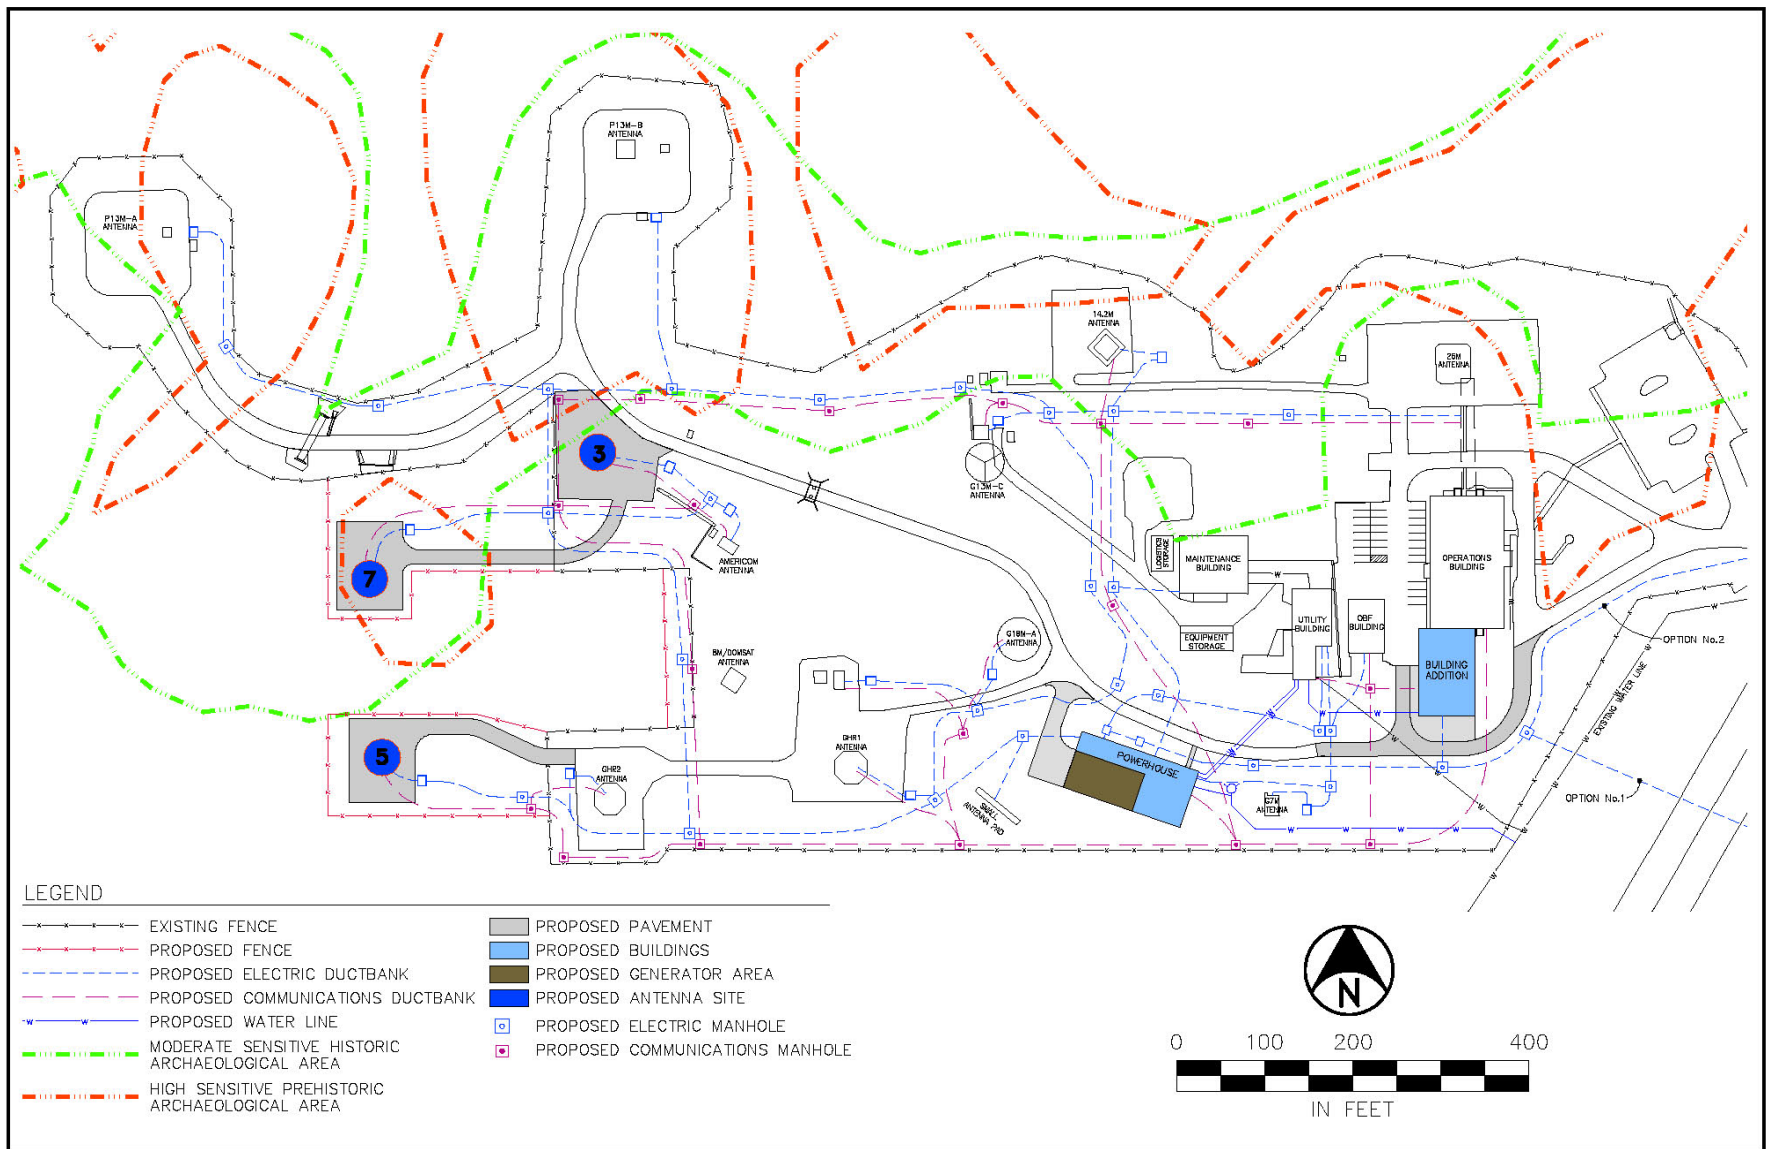 P13M-B
ANTENNA
P13M-A
ANTENNA
14.2M
ANTENNA
26M
ANTENNA
3
G13M-C
ANTENNA
7
AMERICOM
ANTENNA
LOGISTICS
STORAGE
MAINTENANCE
BUILDING
OPERATIONS
BUILDING
W
UTILITY
BUILDING
OBF
BUILDING
EQUIPMENT
STORAGE
G18M-A
ANTENNA
OPTION No.2
BM/DOMSAT
ANTENNA
BUILDING
ADDITION
EXISTING WATER LINE
5
GHR1
ANTENNA
GHR2
ANTENNA
POWERHOUSE
SMALL
ANTENNA PAD
G7M
ANTENNA
OPTION No.1
LEGEND
EXISTING FENCE
PROPOSED FENCE
PROPOSED ELECTRIC DUCTBANK
PROPOSED COMMUNICATIONS DUCTBANK
W W PROPOSED WATER LINE
MODERATE SENSITIVE HISTORIC
ARCHAEOLOGICAL AREA
HIGH SENSITIVE PREHISTORIC
ARCHAEOLOGICAL AREA
PROPOSED PAVEMENT
PROPOSED BUILDINGS
PROPOSED GENERATOR AREA
PROPOSED ANTENNA SITE
PROPOSED ELECTRIC MANHOLE
PROPOSED COMMUNICATIONS MANHOLE
N
0 100 200 400
IN FEET